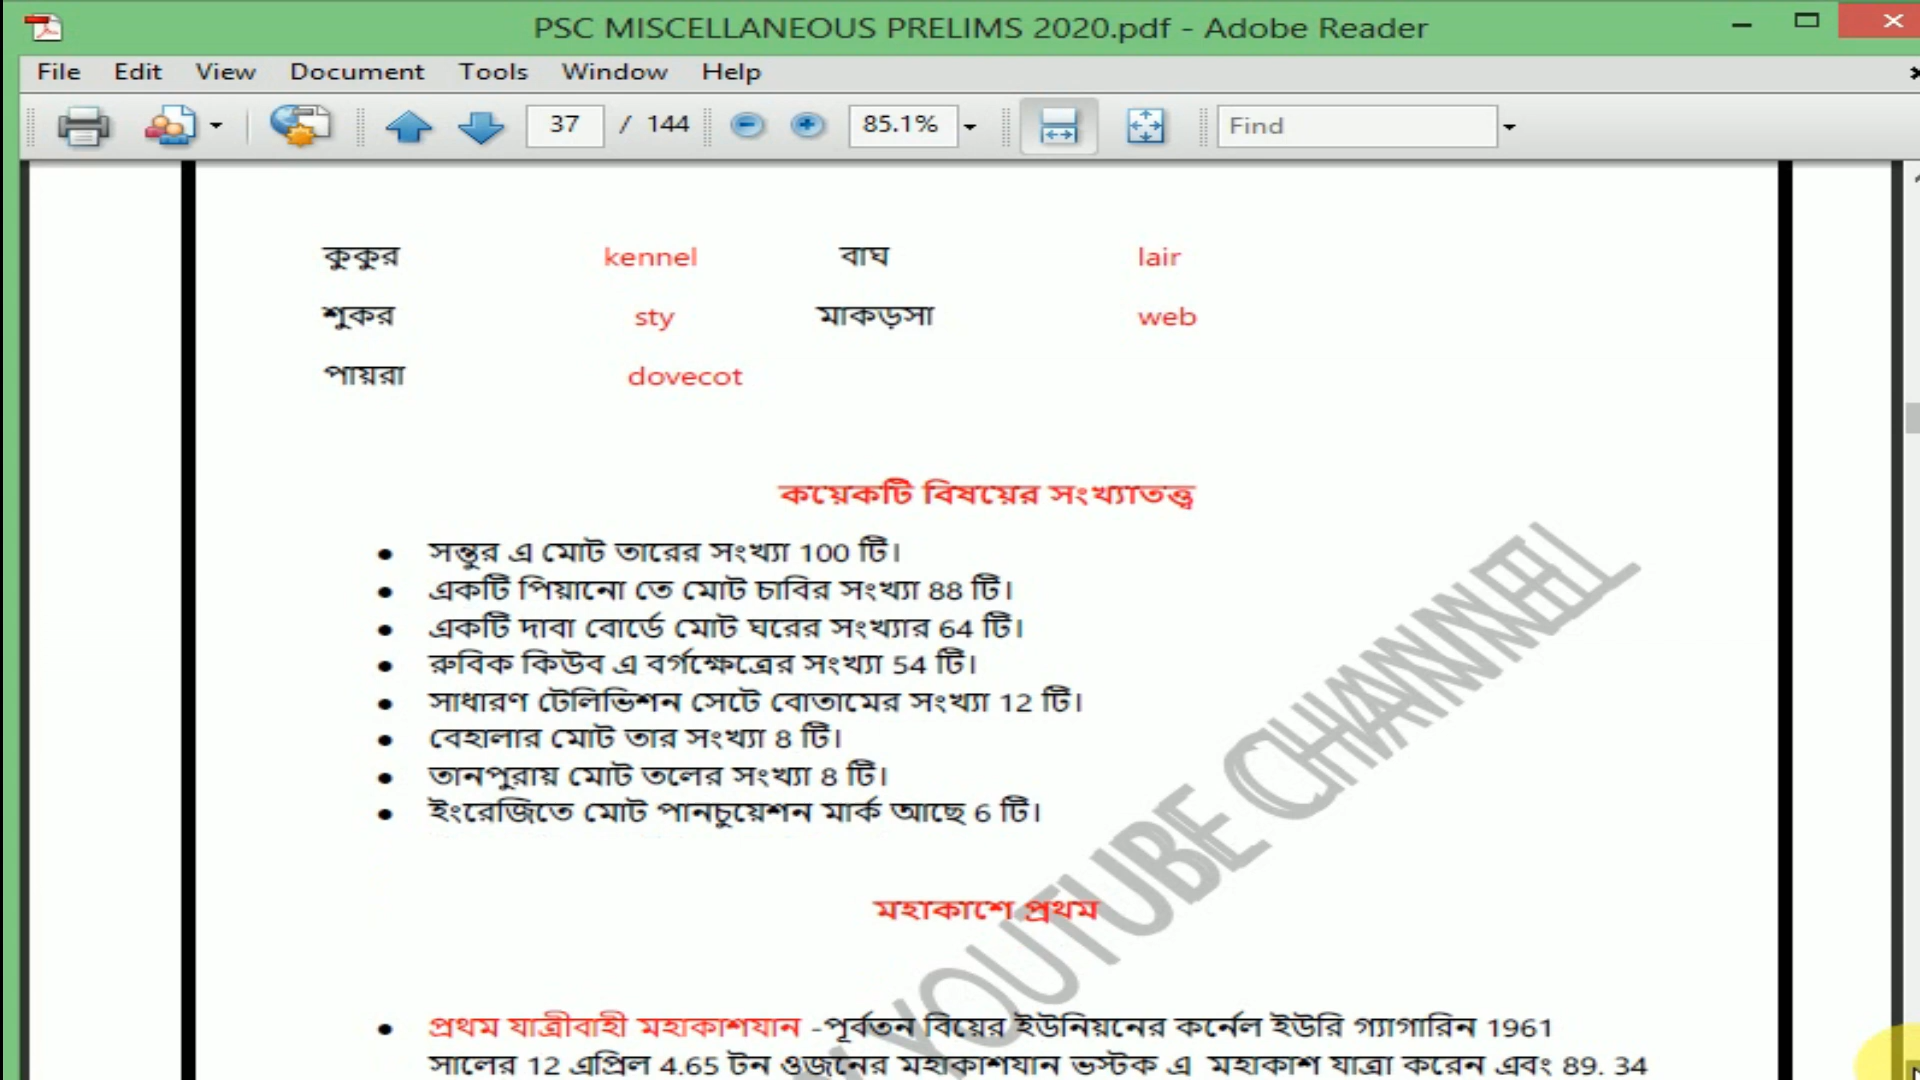 PSC MISCELLANEOUS PRELIMS 2020.pdf - Adobe Reader
File Edit View Document Tools Window Help
37 / 144 85.1% Find
কুকুর kennel বাঘ lair
শুকর sty মাকড়সা web
পায়রা dovecot
কয়েকটি বিষয়ের সংখ্যাতত্ত্ব
• সন্তুর এ মোট তারের সংখ্যা 100 টি।
• একটি পিয়ানো তে মোট চাবির সংখ্যা 88 টি।
• একটি দাবা বোর্ডে মোট ঘরের সংখ্যার 64 টি।
• রুবিক কিউব এ বর্গক্ষেত্রের সংখ্যা 54 টি।
• সাধারণ টেলিভিশন সেটে বোতামের সংখ্যা 12 টি।
• বেহালার মোট তার সংখ্যা 8 টি।
• তানপুরায় মোট তলের সংখ্যা 8 টি।
• ইংরেজিতে মোট পানচুয়েশন মার্ক আছে 6 টি।
মহাকাশে প্রথম
• প্রথম যাত্রীবাহী মহাকাশযান -পূর্বতন বিয়ের ইউনিয়নের কর্নেল ইউরি গ্যাগারিন 1961
সালের 12 এপ্রিল 4.65 টন ওজনের মহাকাশযান ভস্টক এ মহাকাশ যাত্রা করেন এবং 89. 34
YOUTUBE CHANNEL